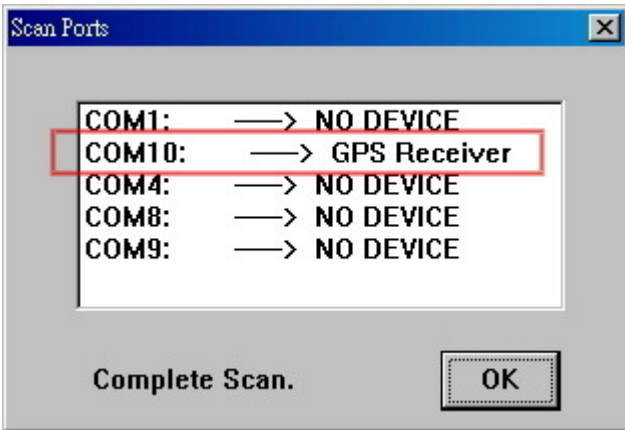 Scan Ports
COM1: ---> NO DEVICE
COM10: ---> GPS Receiver
COM4: ---> NO DEVICE
COM8: ---> NO DEVICE
COM9: ---> NO DEVICE
Complete Scan.
OK